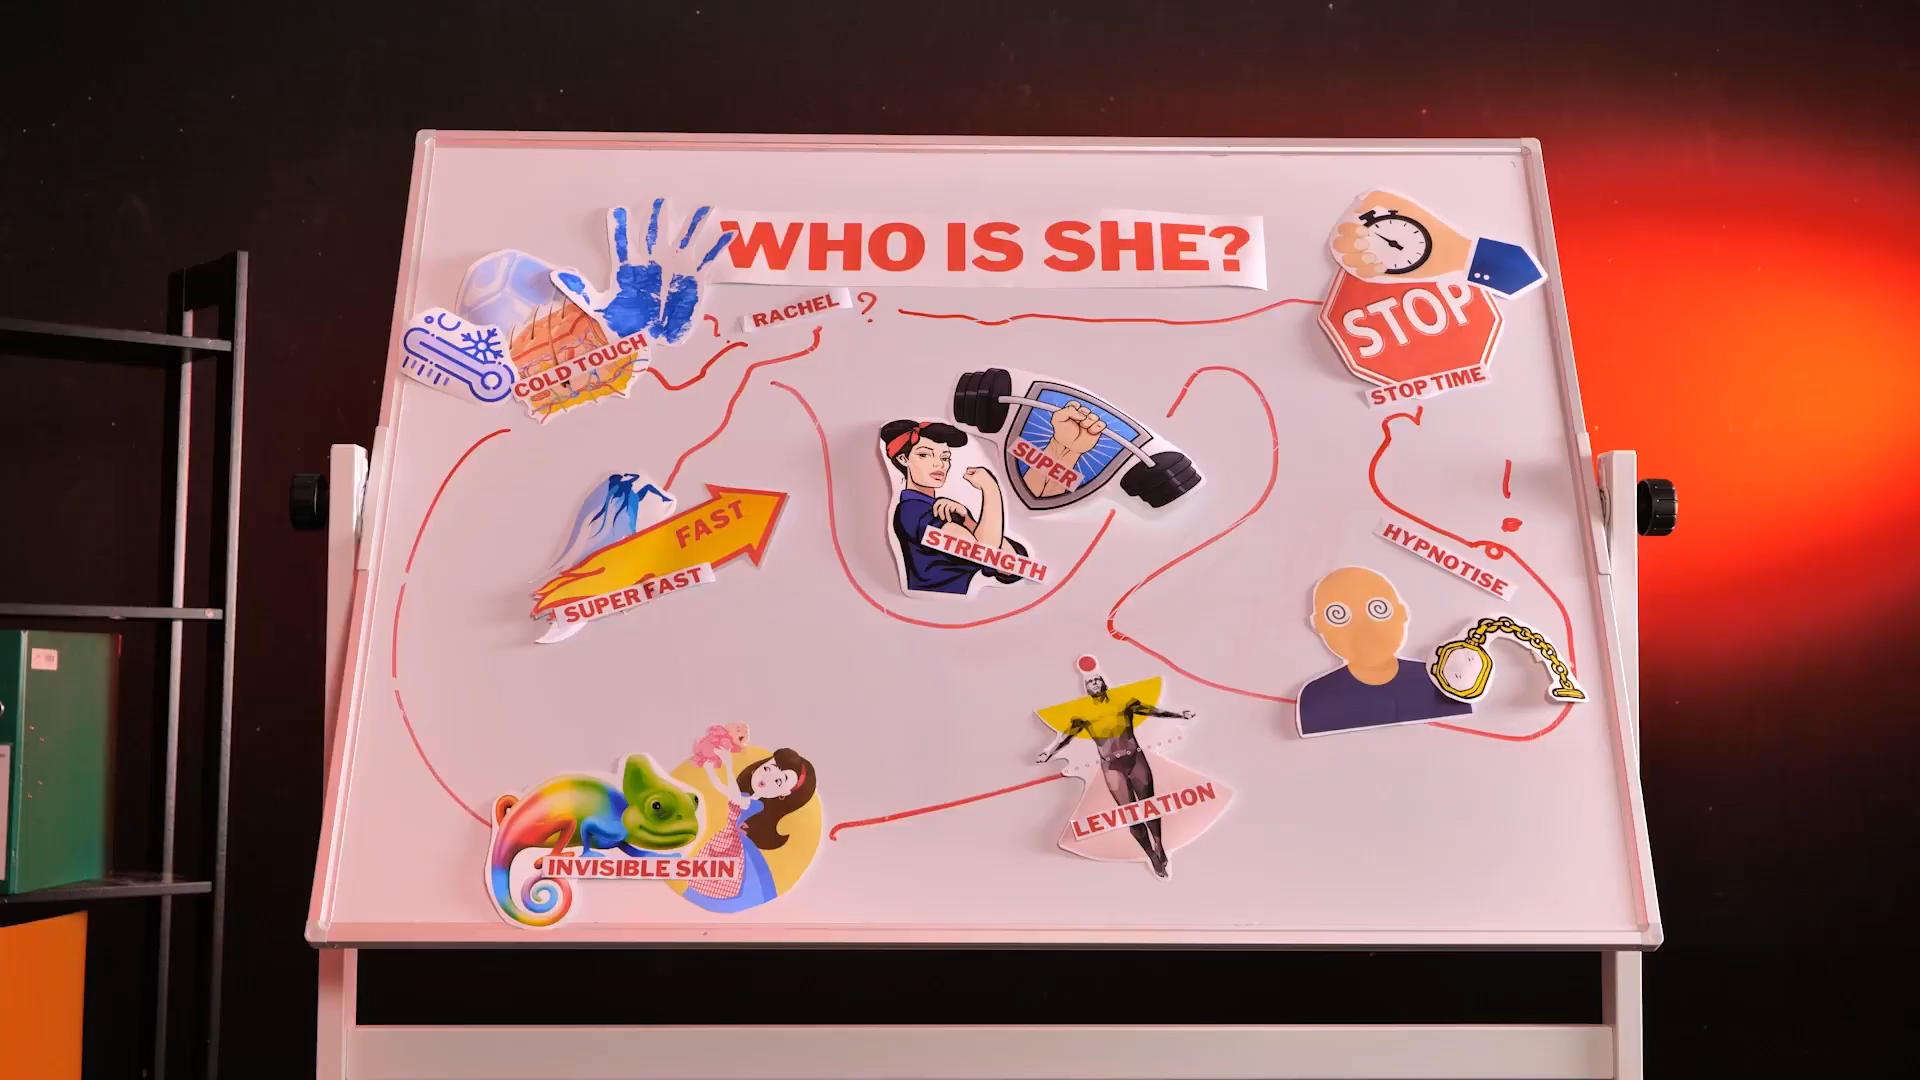 WHO IS SHE?
? RACHEL ?
STOP
STOP TIME
COLD TOUCH
SUPER
STRENGTH
FAST
SUPER FAST
!
HYPNOTISE
LEVITATION
INVISIBLE SKIN